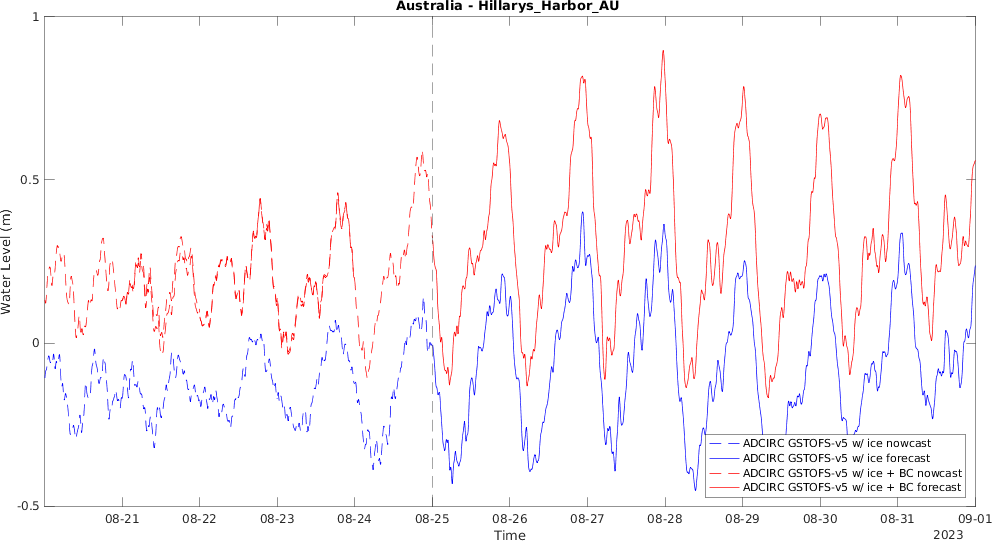 Australia - Hillarys_Harbor_AU
1
0.5
0
-0.5
Water Level (m)
ADCIRC GSTOFS-v5 w/ ice nowcast
ADCIRC GSTOFS-v5 w/ ice forecast
ADCIRC GSTOFS-v5 w/ ice + BC nowcast
ADCIRC GSTOFS-v5 w/ ice + BC forecast
08-21 08-22 08-23 08-24 08-25 08-26 08-27 08-28 08-29 08-30 08-31 09-01
Time
2023